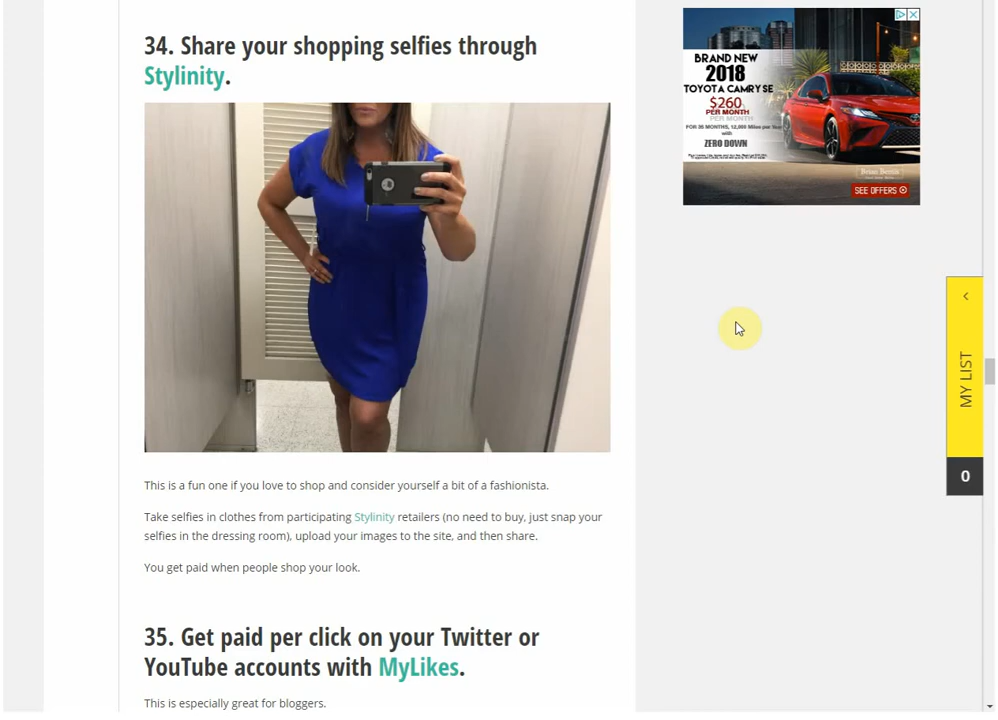 34. Share your shopping selfies through
Stylinity.
This is a fun one if you love to shop and consider yourself a bit of a fashionista.
Take selfies in clothes from participating Stylinity retailers (no need to buy, just snap your
selfies in the dressing room), upload your images to the site, and then share.
You get paid when people shop your look.
35. Get paid per click on your Twitter or
YouTube accounts with MyLikes.
This is especially great for bloggers.
BRAND NEW
2018
TOYOTA CAMRY SE
$260
PER MONTH
PER MONTH
FOR 36 MONTHS, 12,000 Miles per Year
with
ZERO DOWN
SEE OFFERS
MY LIST
0